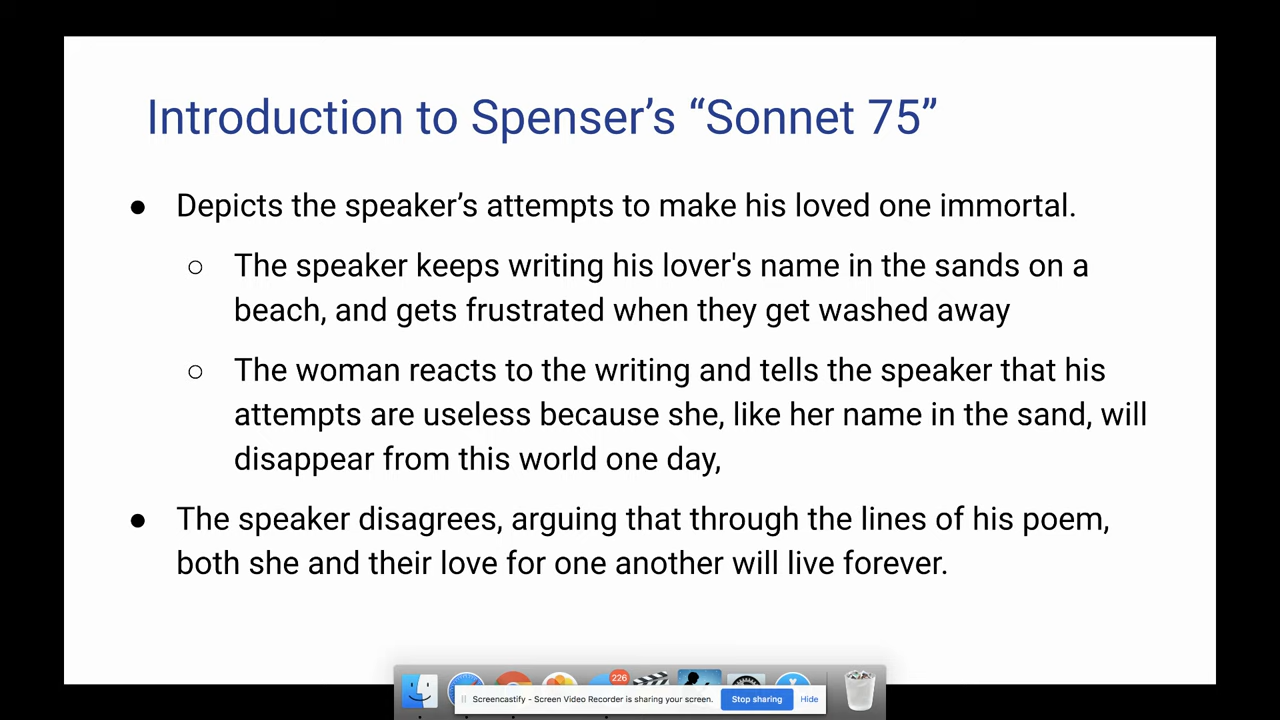 Introduction to Spenser’s “Sonnet 75”
● Depicts the speaker’s attempts to make his loved one immortal.
○ The speaker keeps writing his lover's name in the sands on a
beach, and gets frustrated when they get washed away
○ The woman reacts to the writing and tells the speaker that his
attempts are useless because she, like her name in the sand, will
disappear from this world one day,
● The speaker disagrees, arguing that through the lines of his poem,
both she and their love for one another will live forever.
226
Screencastify - Screen Video Recorder is sharing your screen. Stop sharing Hide